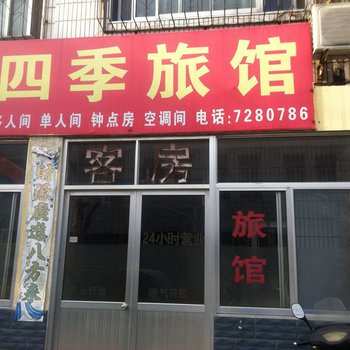 四季旅馆
多人间 单人间 钟点房 空调间 电话:7280786
客房
24小时营业
旅馆